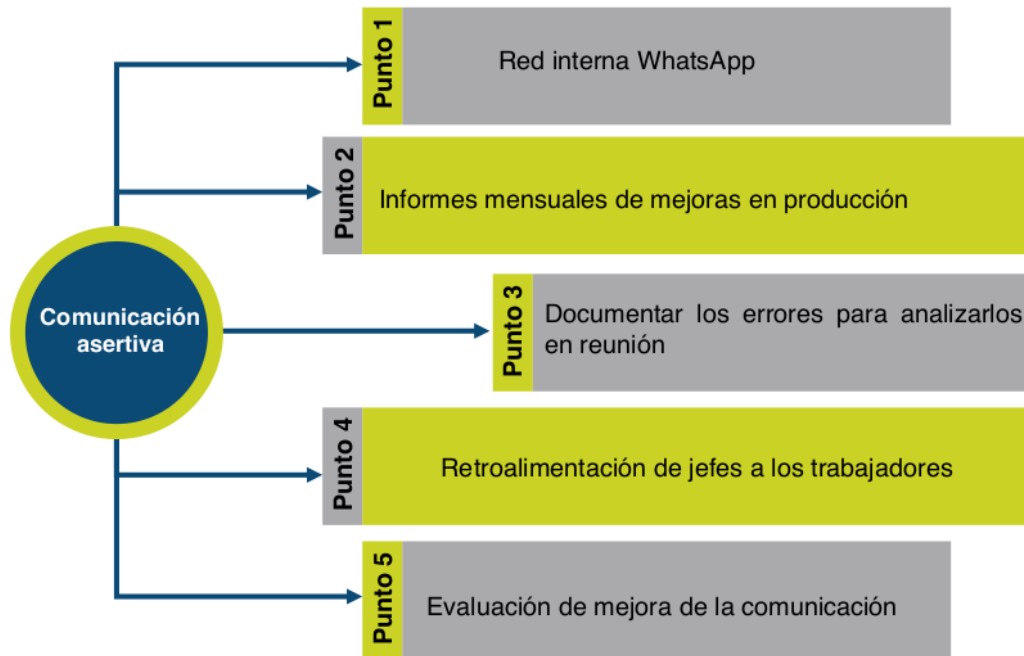 Punto 1
Red interna WhatsApp
Punto 2
Informes mensuales de mejoras en producción
Comunicación
asertiva
Punto 3
Documentar los errores para analizarlos
en reunión
Punto 4
Retroalimentación de jefes a los trabajadores
Punto 5
Evaluación de mejora de la comunicación